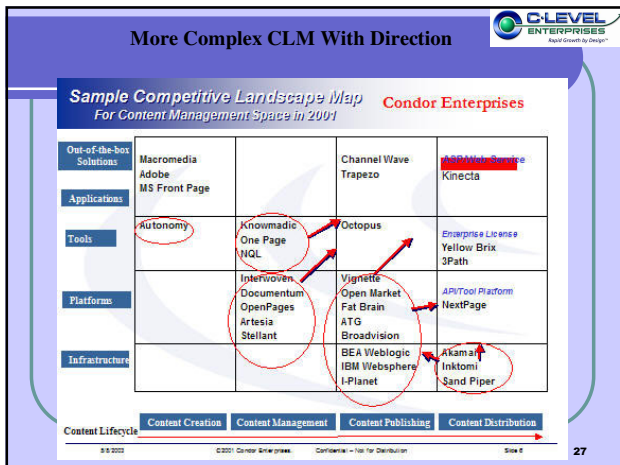 More Complex CLM With Direction
C-LEVEL
ENTERPRISES
Rapid Growth by Design™
Sample Competitive Landscape Map
For Content Management Space in 2001
Condor Enterprises
Out-of-the-box
Solutions
Applications
Tools
Platforms
Infrastructure
Macromedia
Adobe
MS Front Page
Channel Wave
Trapezo
ASP/Web Service
Kinecta
Autonomy
Knowmadic
One Page
NQL
Octopus
Enterprise License
Yellow Brix
3Path
Interwoven
Documentum
OpenPages
Artesia
Stellant
Vignette
Open Market
Fat Brain
ATG
Broadvision
API/Tool Platform
NextPage
BEA Weblogic
IBM Websphere
I-Planet
Akamai
Inktomi
Sand Piper
Content Lifecycle
Content Creation
Content Management
Content Publishing
Content Distribution
©2001 Condor Enterprises.
Confidential – Not for Distribution
Slide 6
27